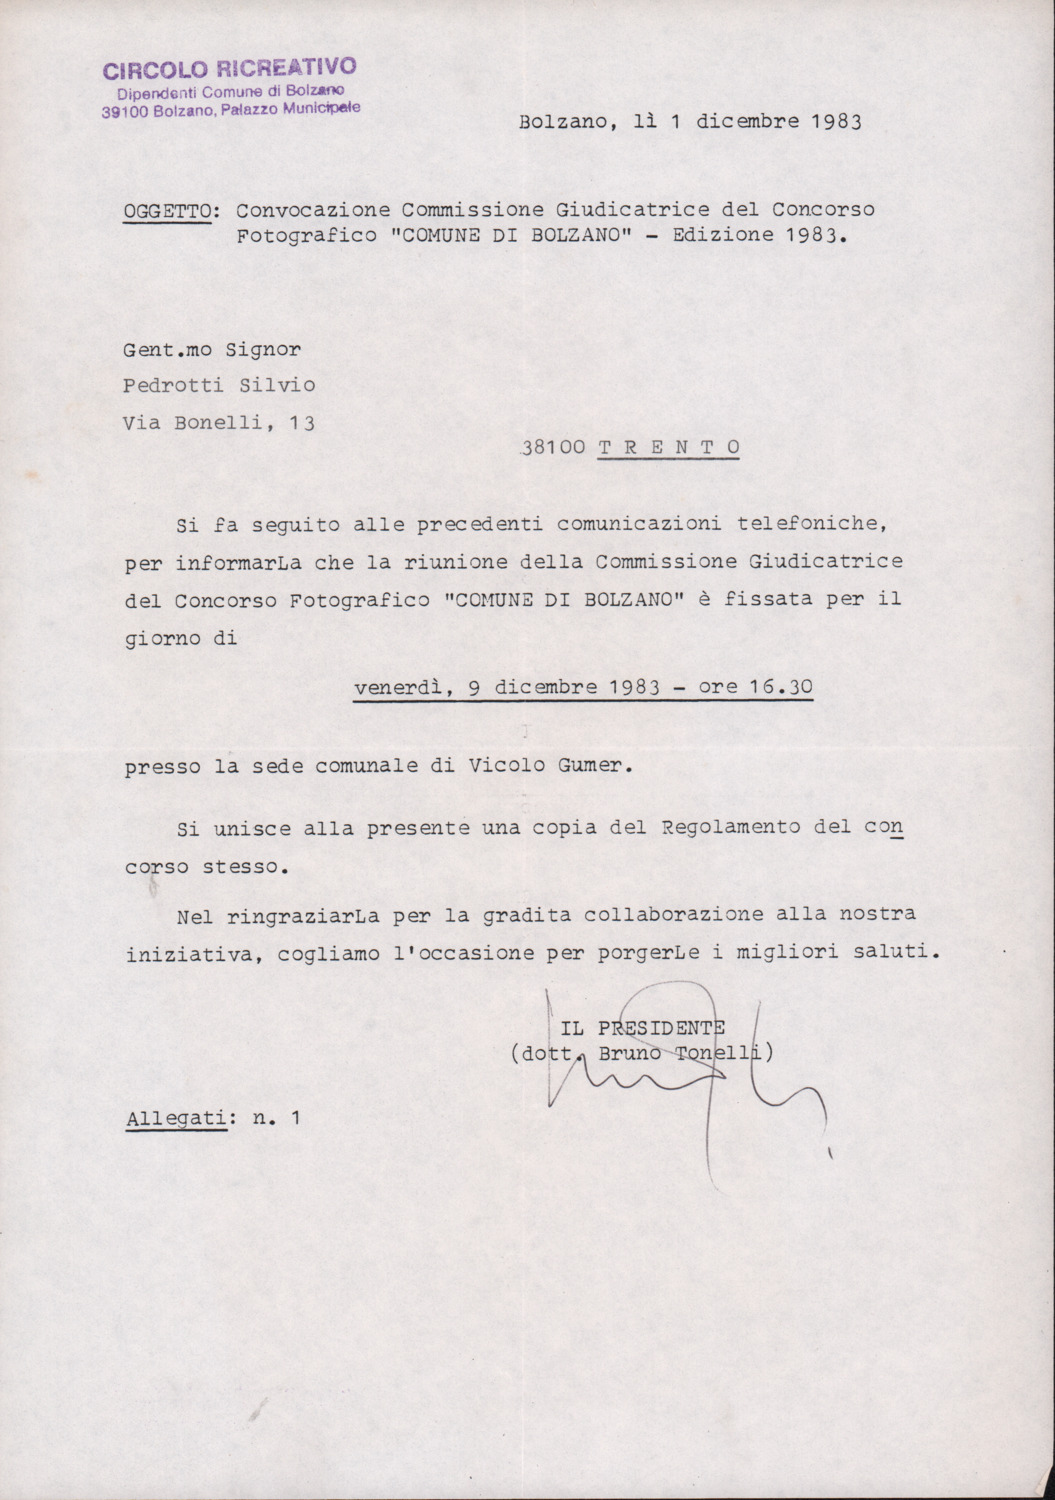 CIRCOLO RICREATIVO
Dipendenti Comune di Bolzano
39100 Bolzano, Palazzo Municipale
Bolzano, lì 1 dicembre 1983
OGGETTO: Convocazione Commissione Giudicatrice del Concorso
Fotografico "COMUNE DI BOLZANO" - Edizione 1983.
Gent.mo Signor
Pedrotti Silvio
Via Bonelli, 13
38100 T R E N T O
Si fa seguito alle precedenti comunicazioni telefoniche,
per informarLa che la riunione della Commissione Giudicatrice
del Concorso Fotografico "COMUNE DI BOLZANO" è fissata per il
giorno di
venerdì, 9 dicembre 1983 - ore 16.30
presso la sede comunale di Vicolo Gumer.
Si unisce alla presente una copia del Regolamento del con
corso stesso.
Nel ringraziarLa per la gradita collaborazione alla nostra
iniziativa, cogliamo l'occasione per porgerLe i migliori saluti.
IL PRESIDENTE
(dott. Bruno Tonelli)
Allegati: n. 1